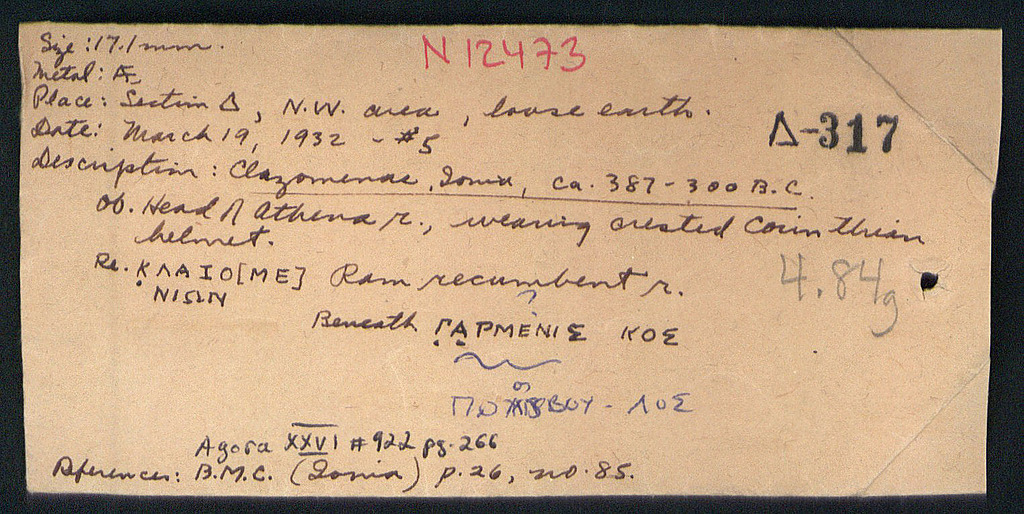 N 12473
Size: 17.1 mm.
Metal: Æ
Place: Section Δ, N.W. area, loose earth.
Date: March 19, 1932 - #5
Δ-317
Description: Clazomenae, Ionia, ca. 387-300 B.C.
Ob. Head of Athena r., wearing crested Corinthian
helmet.
Re. ΚΛΑΙΟ[ΜΕ] Ram recumbent r.
ΝΙΩΝ
4.84g
?
Beneath ΓΑΡΜΕΝΙΣ ΚΟΣ
ΒΟΥ - ΛΟΣ
Agora XXVI #922 pg. 266
References: B.M.C. (Ionia) p. 26, no. 85.